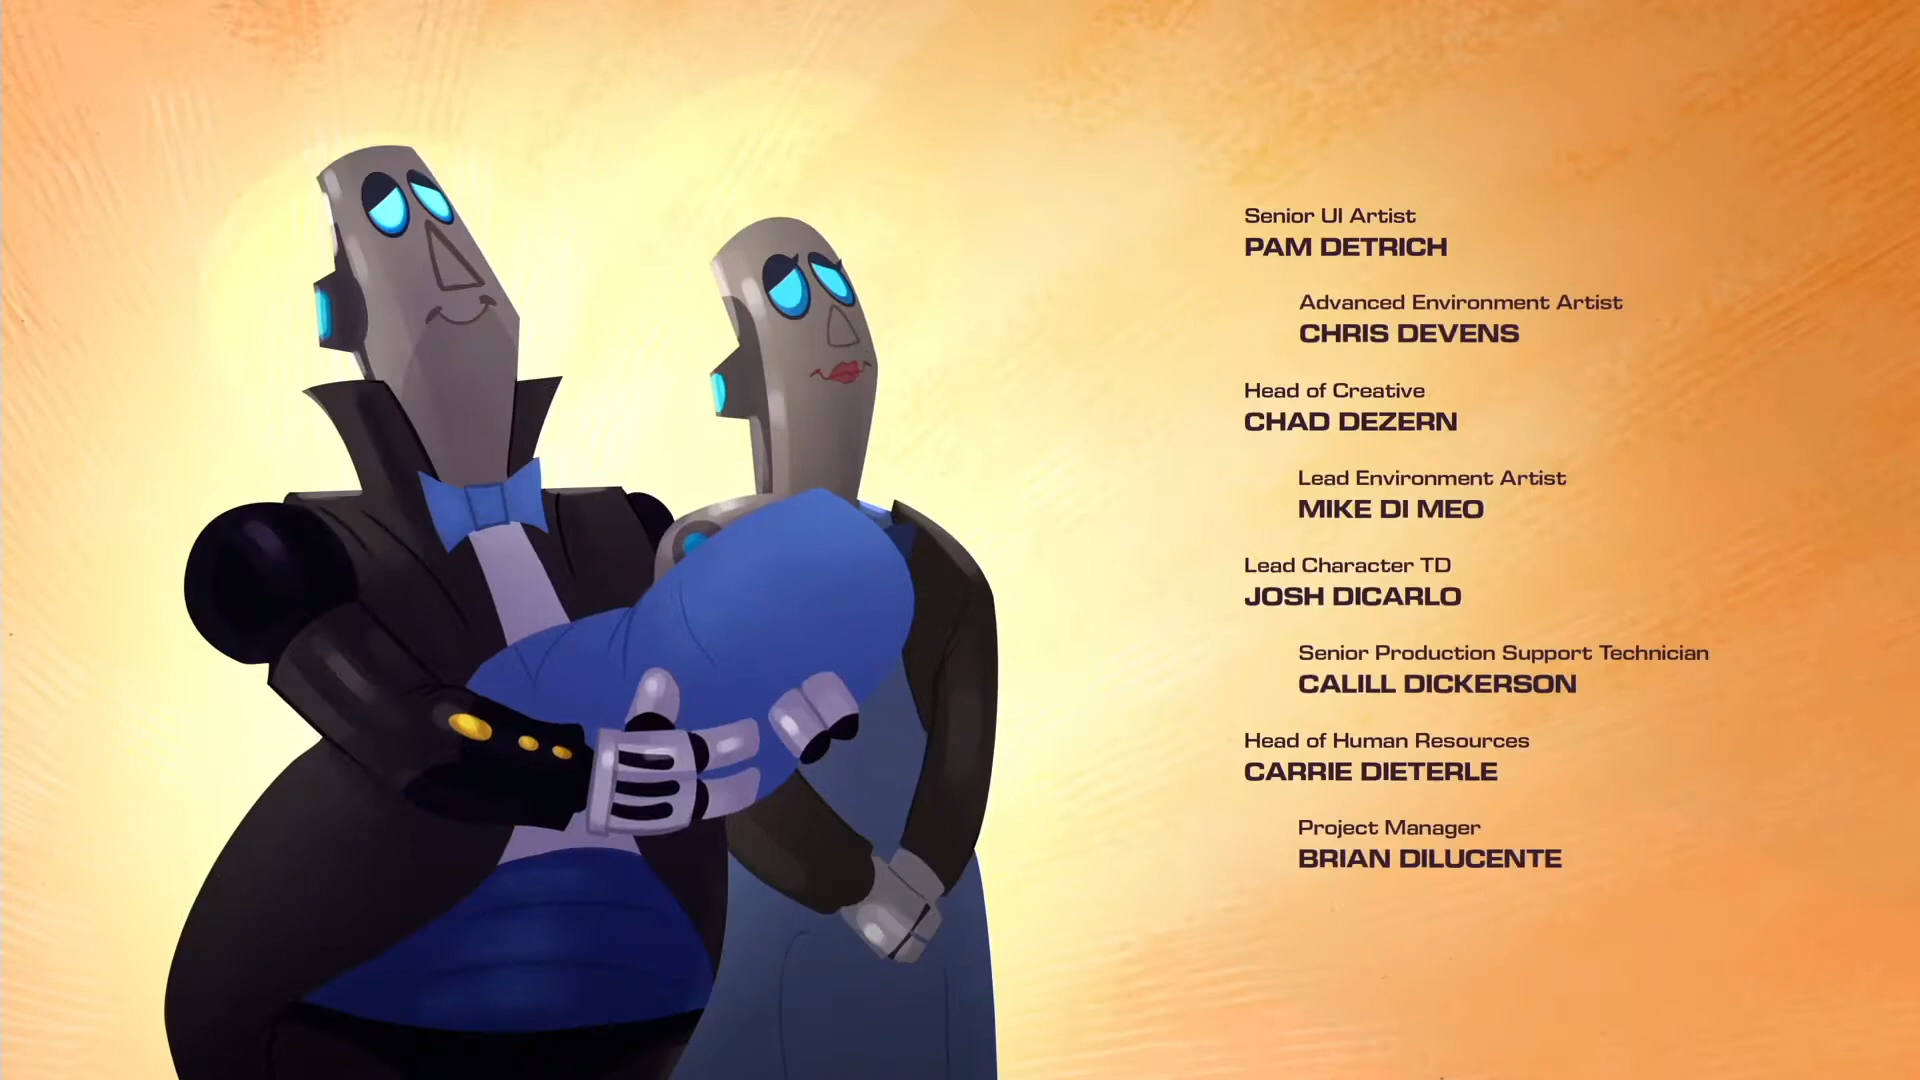 Senior UI Artist
PAM DETRICH
Advanced Environment Artist
CHRIS DEVENS
Head of Creative
CHAD DEZERN
Lead Environment Artist
MIKE DI MEO
Lead Character TD
JOSH DICARLO
Senior Production Support Technician
CALILL DICKERSON
Head of Human Resources
CARRIE DIETERLE
Project Manager
BRIAN DILUCENTE